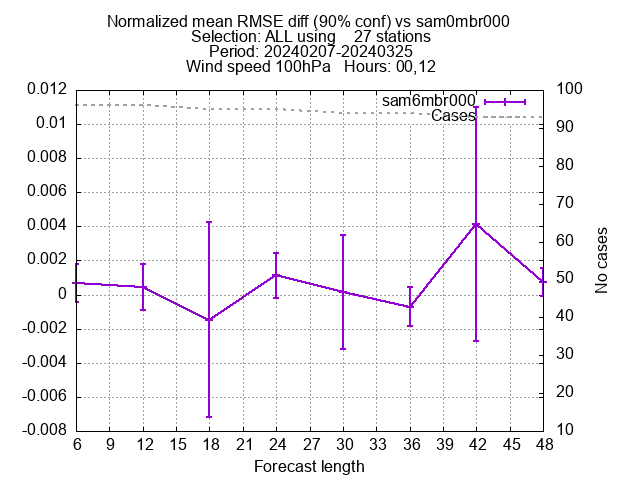 Normalized mean RMSE diff (90% conf) vs sam0mbr000
Selection: ALL using    27 stations
Period: 20240207-20240325
Wind speed 100hPa   Hours: 00,12
sam6mbr000
Cases
0.012
0.01
0.008
0.006
0.004
0.002
0
-0.002
-0.004
-0.006
-0.008
100
90
80
70
60
50
40
30
20
10
No cases
6 9 12 15 18 21 24 27 30 33 36 39 42 45 48
Forecast length